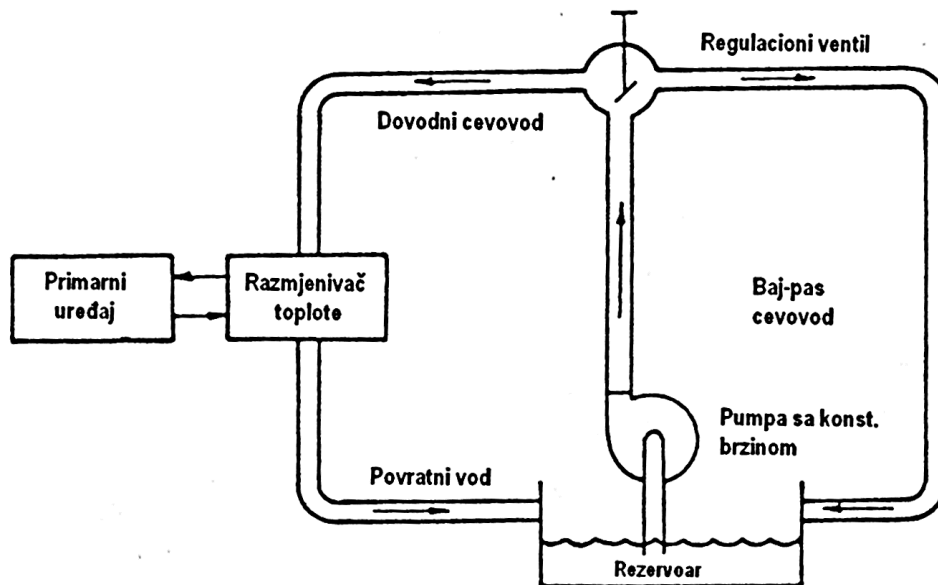 Regulacioni ventil
Dovodni cevovod
Primarni
uređaj
Razmjenivač
toplote
Baj-pas
cevovod
Pumpa sa konst.
brzinom
Povratni vod
Rezervoar